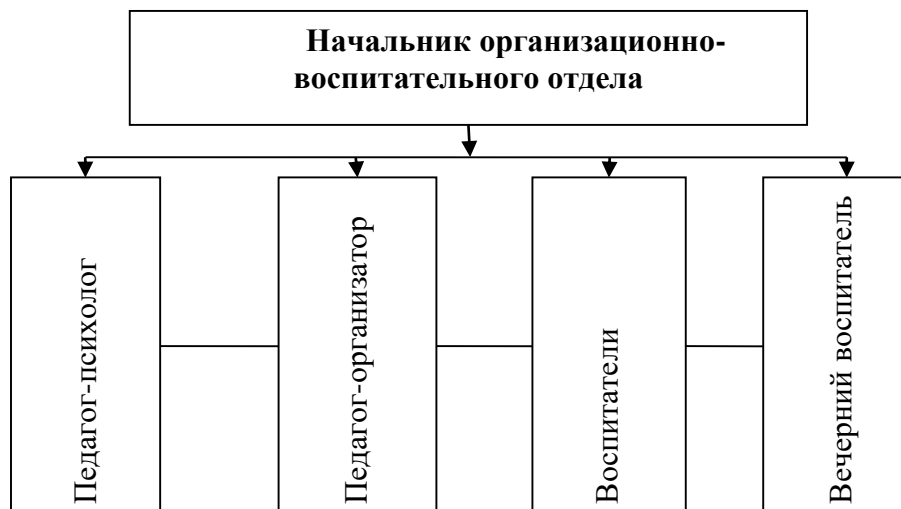 Начальник организационно-
воспитательного отдела
Педагог-психолог
Педагог-организатор
Воспитатели
Вечерний воспитатель